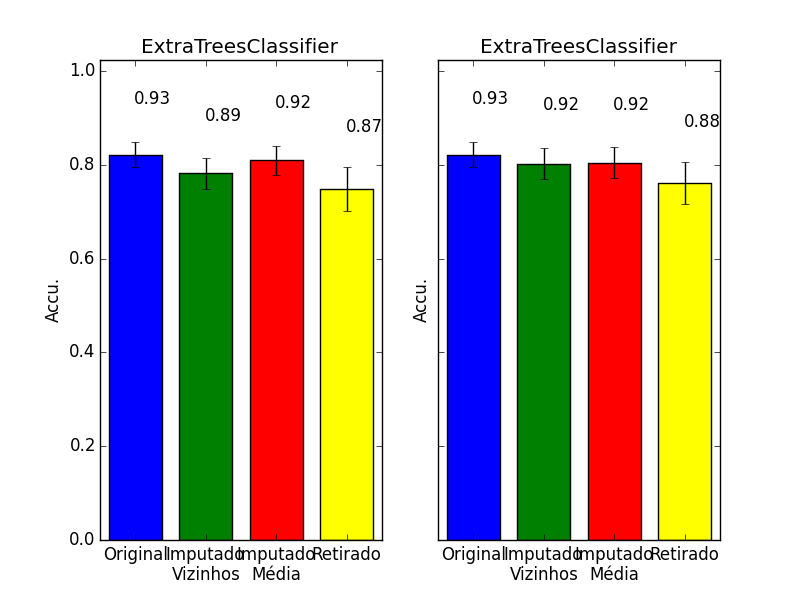 ExtraTreesClassifier
Accu.
1.0
0.8
0.6
0.4
0.2
0.0
0.93
0.89
0.92
0.87
Original
Imputado
Vizinhos
Imputado
Média
Retirado
ExtraTreesClassifier
Accu.
0.93
0.92
0.92
0.88
Original
Imputado
Vizinhos
Imputado
Média
Retirado